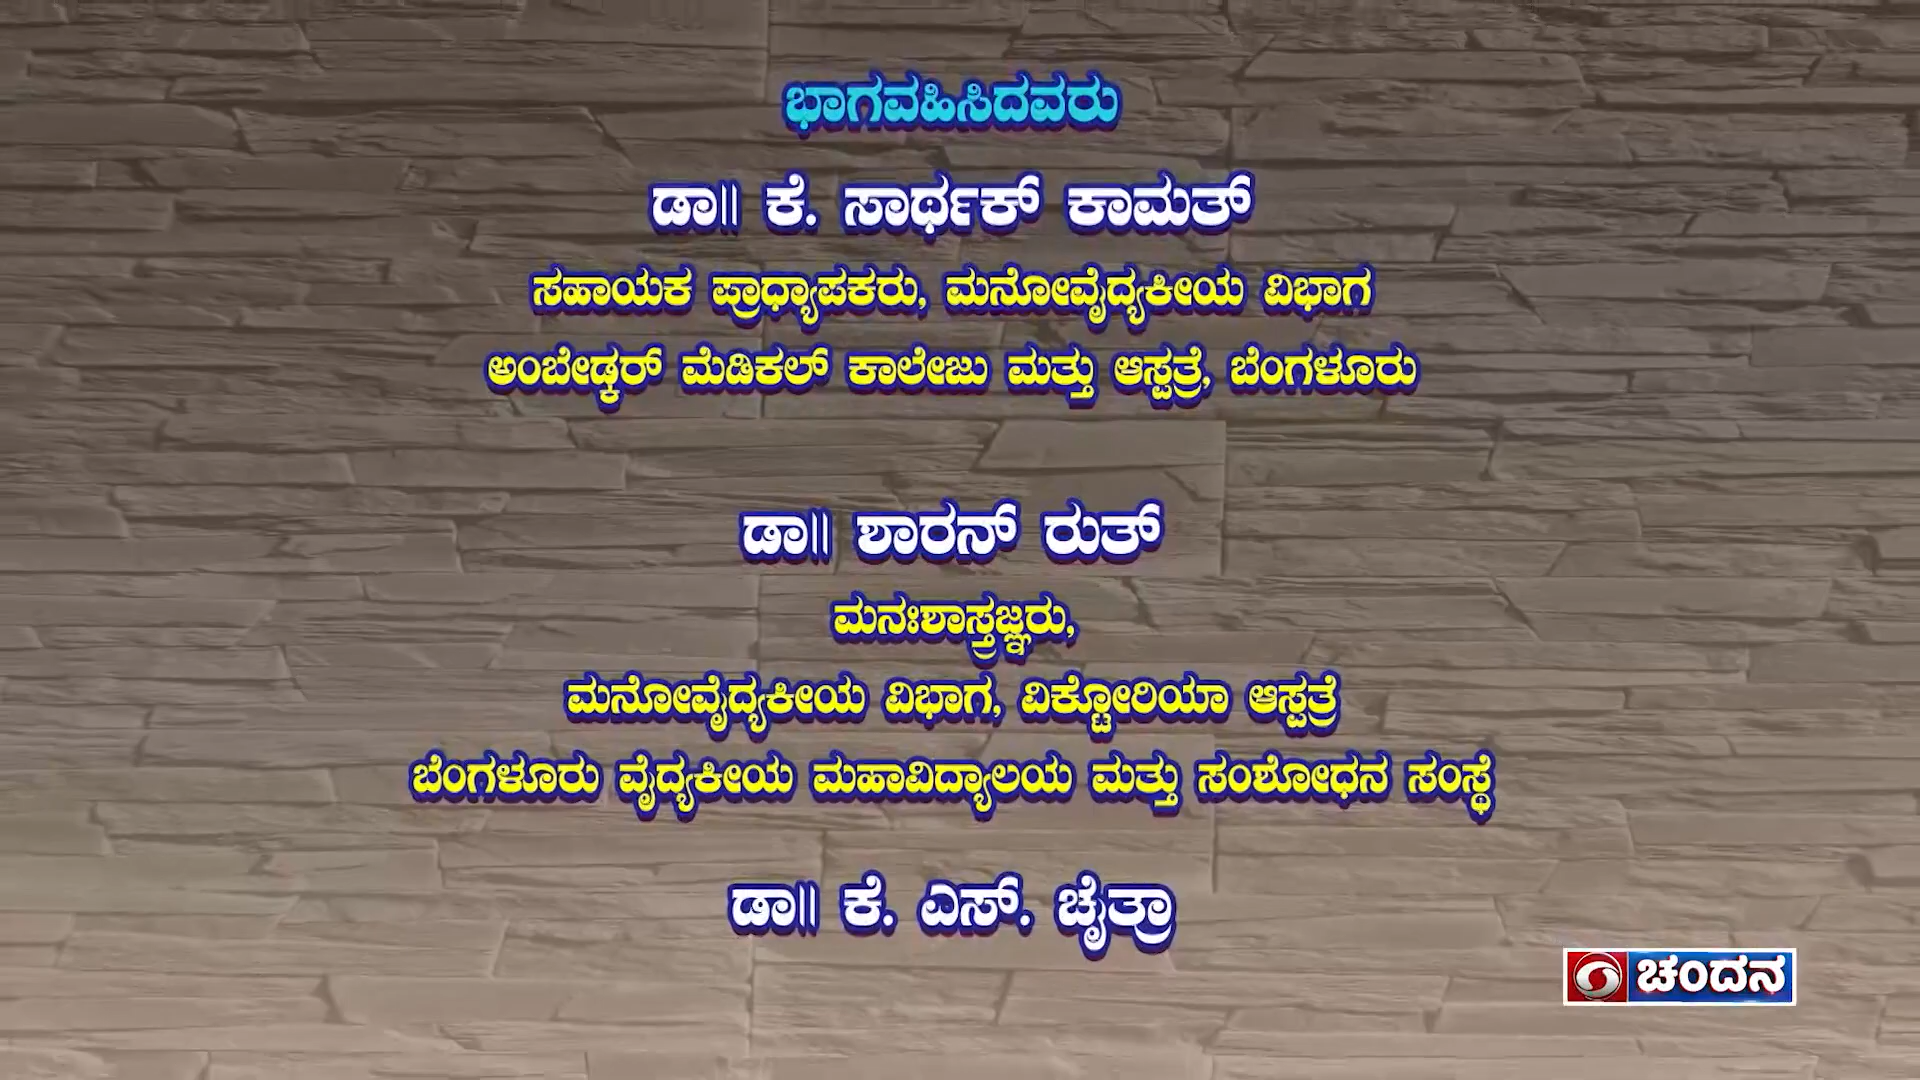 ಭಾಗವಹಿಸಿದವರು
ಡಾ॥ ಕೆ. ಸಾರ್ಥಕ್ ಕಾಮತ್
ಸಹಾಯಕ ಪ್ರಾಧ್ಯಾಪಕರು, ಮನೋವೈದ್ಯಕೀಯ ವಿಭಾಗ
ಅಂಬೇಡ್ಕರ್ ಮೆಡಿಕಲ್ ಕಾಲೇಜು ಮತ್ತು ಆಸ್ಪತ್ರೆ, ಬೆಂಗಳೂರು
ಡಾ॥ ಶಾರನ್ ರುತ್
ಮನಃಶಾಸ್ತ್ರಜ್ಞರು,
ಮನೋವೈದ್ಯಕೀಯ ವಿಭಾಗ, ವಿಕ್ಟೋರಿಯಾ ಆಸ್ಪತ್ರೆ
ಬೆಂಗಳೂರು ವೈದ್ಯಕೀಯ ಮಹಾವಿದ್ಯಾಲಯ ಮತ್ತು ಸಂಶೋಧನ ಸಂಸ್ಥೆ
ಡಾ॥ ಕೆ. ಎಸ್. ಚೈತ್ರಾ
ಚಂದನ